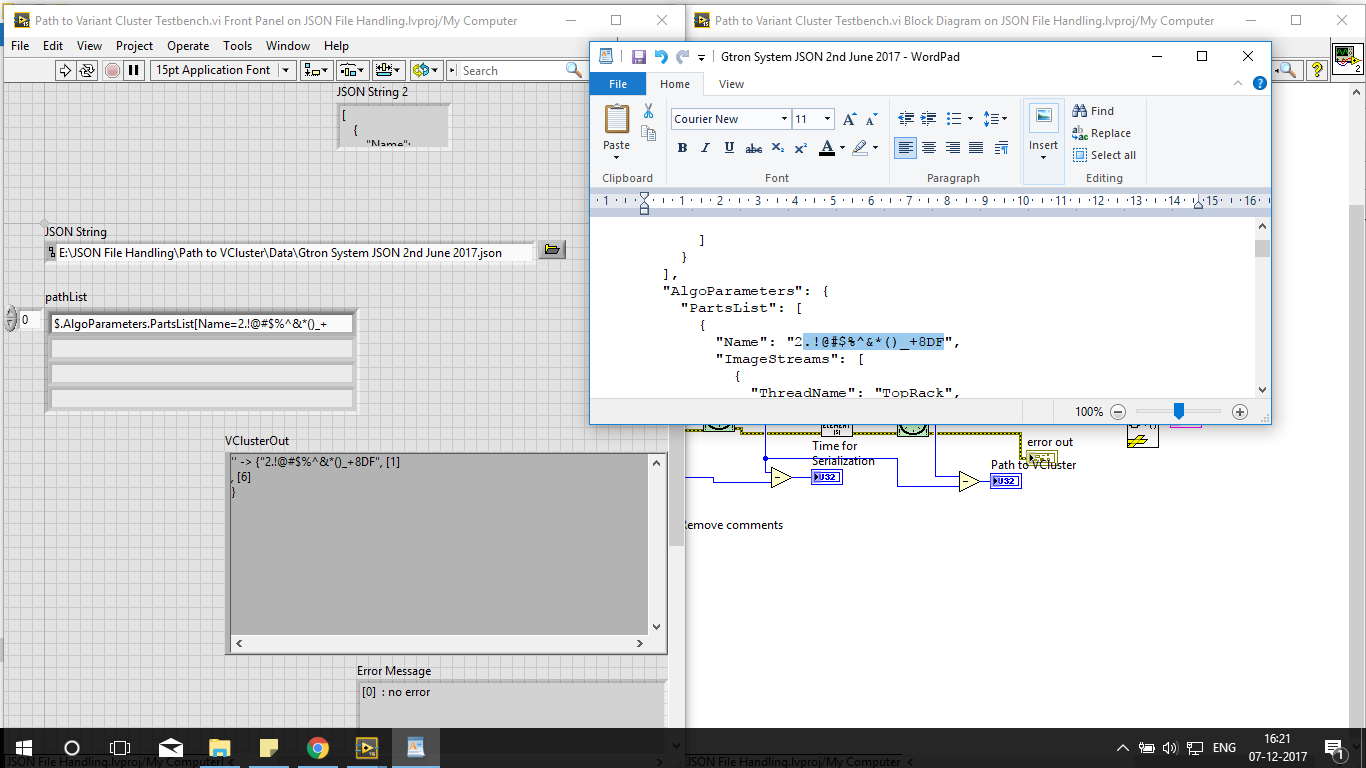 Path to Variant Cluster Testbench.vi Front Panel on JSON File Handling.lvproj/My Computer
File Edit View Project Operate Tools Window Help
15pt Application Font
Search
JSON String 2
[
{
"Name":
JSON String
E:\JSON File Handling\Path to VCluster\Data\Gtron System JSON 2nd June 2017.json
pathList
0
$.AlgoParameters.PartsList[Name=2.!@#$%^&*()_+
VClusterOut
'' -> {"2.!@#$%^&*()_+8DF", [1]
, [6]
}
Error Message
[0] : no error
Path to Variant Cluster Testbench.vi Block Diagram on JSON File Handling.lvproj/My Computer
2
Gtron System JSON 2nd June 2017 - WordPad
File Home View
Paste
Clipboard
Courier New 11
B I U abc X₂ X²
A
Font
Paragraph
Insert
Find
Replace
Select all
Editing
1 1 2 3 4 5 6 7 8 9 10 11 12 13 14 15 16
]
}
],
"AlgoParameters": {
"PartsList": [
{
"Name": "2.!@#$%^&*()_+8DF",
"ImageStreams": [
{
"ThreadName": "TopRack",
100%
error out
Time for
Serialization
U32
Path to VCluster
U32
Remove comments
ENG
16:21
07-12-2017
1
JSON File Handling.lvproj/My Computer
JSON File Handling.lvproj/My Computer